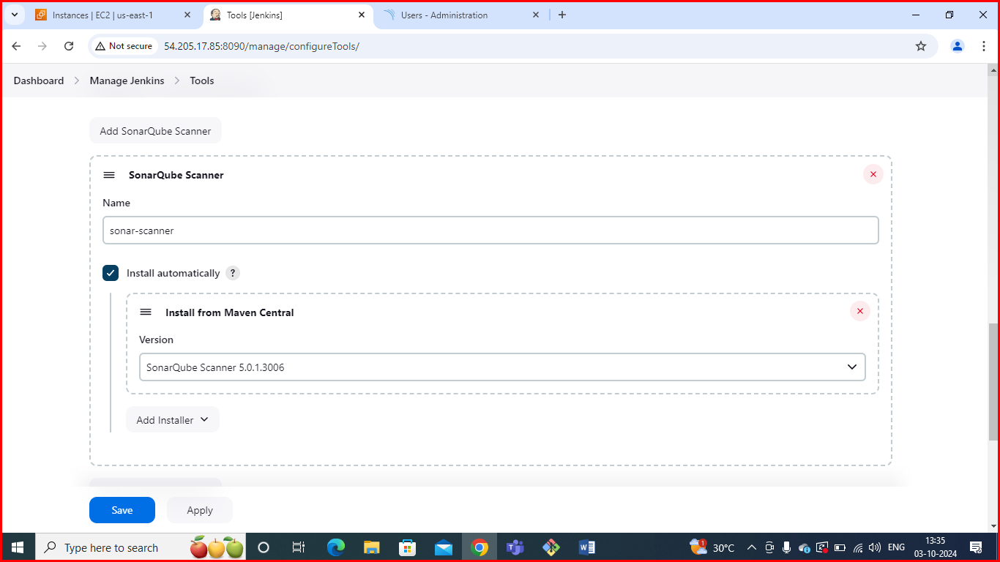 Instances | EC2 | us-east-1
Tools [Jenkins]
Users - Administration
Not secure
54.205.17.85:8090/manage/configureTools/
Dashboard
Manage Jenkins
Tools
Add SonarQube Scanner
SonarQube Scanner
Name
sonar-scanner
Install automatically ?
Install from Maven Central
Version
SonarQube Scanner 5.0.1.3006
Add Installer
Save
Apply
Type here to search
1
30°C
ENG
13:35
03-10-2024